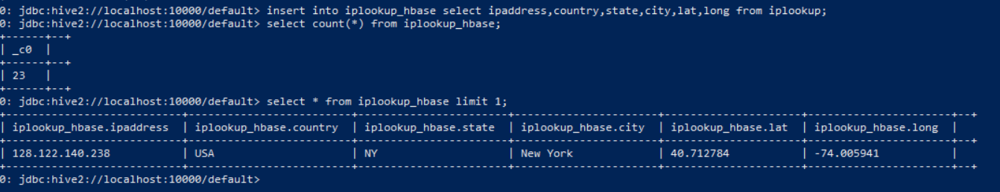 0: jdbc:hive2://localhost:10000/default> insert into iplookup_hbase select ipaddress,country,state,city,lat,long from iplookup;
0: jdbc:hive2://localhost:10000/default> select count(*) from iplookup_hbase;
+------+--+
| _c0  |
+------+--+
| 23   |
+------+--+
0: jdbc:hive2://localhost:10000/default> select * from iplookup_hbase limit 1;
+---------------------------+-------------------------+-----------------------+----------------------+---------------------+----------------------+--+
| iplookup_hbase.ipaddress  | iplookup_hbase.country  | iplookup_hbase.state  | iplookup_hbase.city  | iplookup_hbase.lat  | iplookup_hbase.long  |
+---------------------------+-------------------------+-----------------------+----------------------+---------------------+----------------------+--+
| 128.122.140.238           | USA                     | NY                    | New York             | 40.712784           | -74.005941           |
+---------------------------+-------------------------+-----------------------+----------------------+---------------------+----------------------+--+
0: jdbc:hive2://localhost:10000/default>